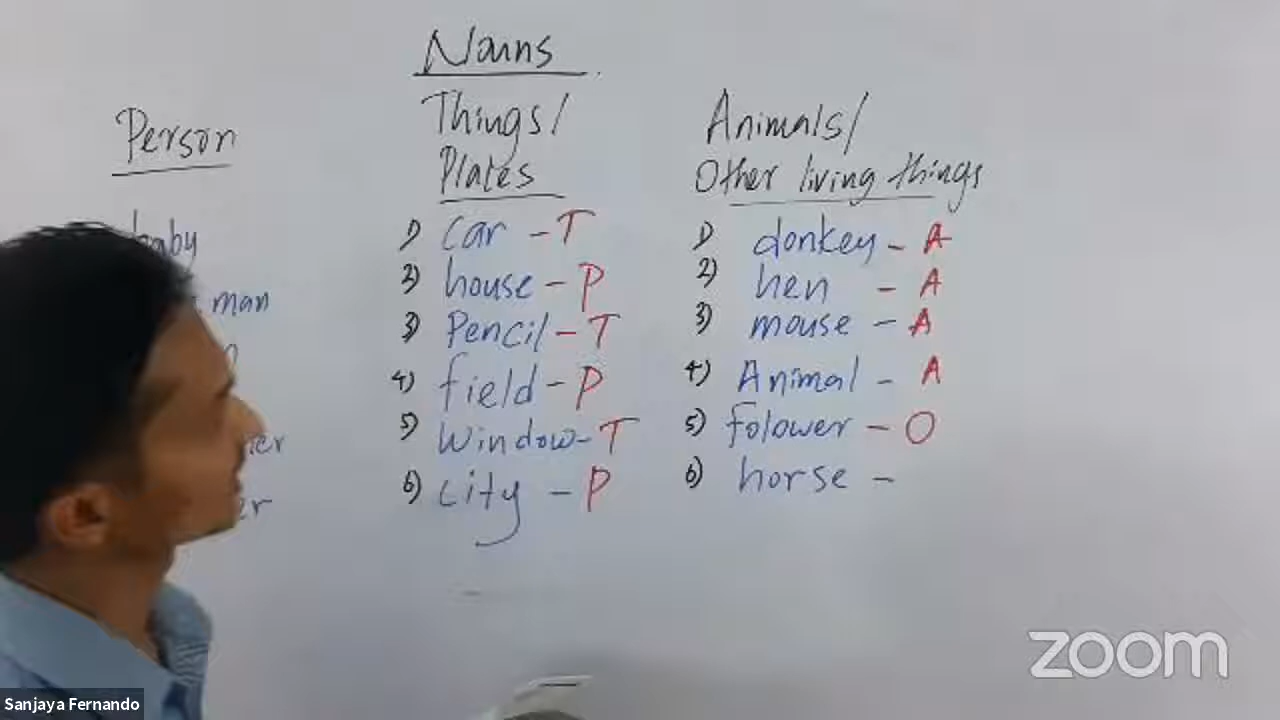 Nouns
Person
baby
man
Things/
Plates
1) car - T
2) house - P
3) Pencil - T
4) field - P
5) Window - T
6) city - P
Animals/
Other living things
1) donkey - A
2) hen - A
3) mouse - A
4) Animal - A
5) folower - O
6) horse -
Sanjaya Fernando
zoom